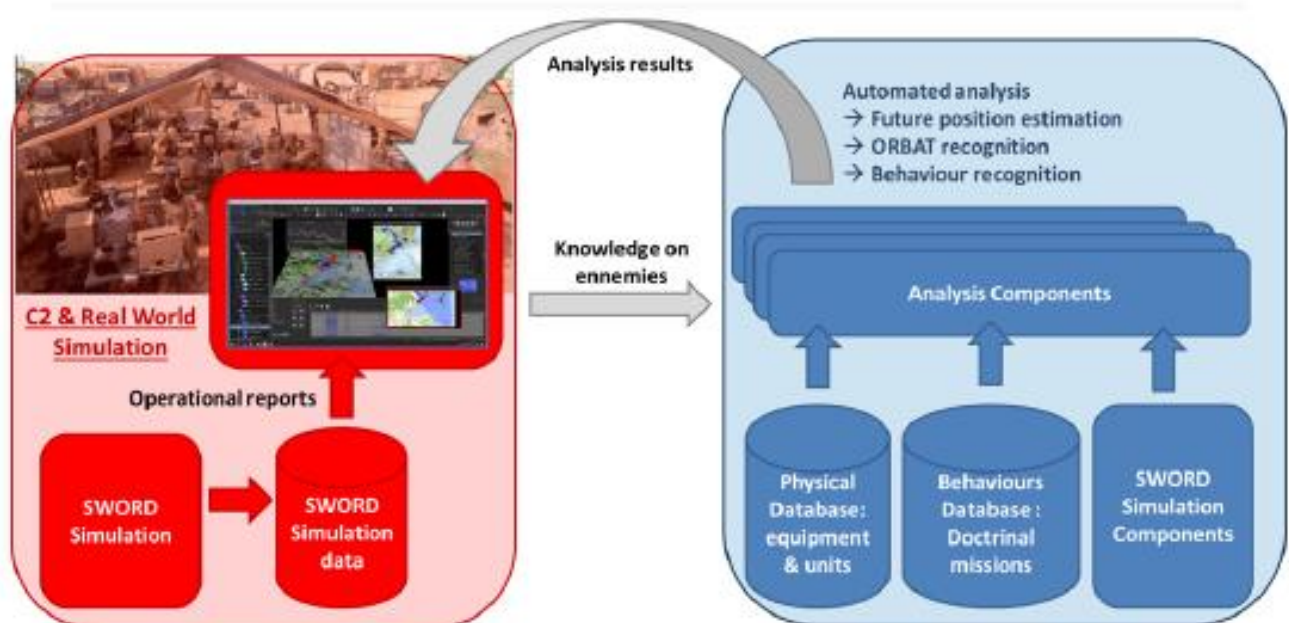 Analysis results
Automated analysis
→ Future position estimation
→ ORBAT recognition
→ Behaviour recognition
Knowledge on
ennemies
Analysis Components
C2 & Real World
Simulation
Operational reports
SWORD
Simulation
SWORD
Simulation
data
Physical
Database:
equipment
& units
Behaviours
Database :
Doctrinal
missions
SWORD
Simulation
Components